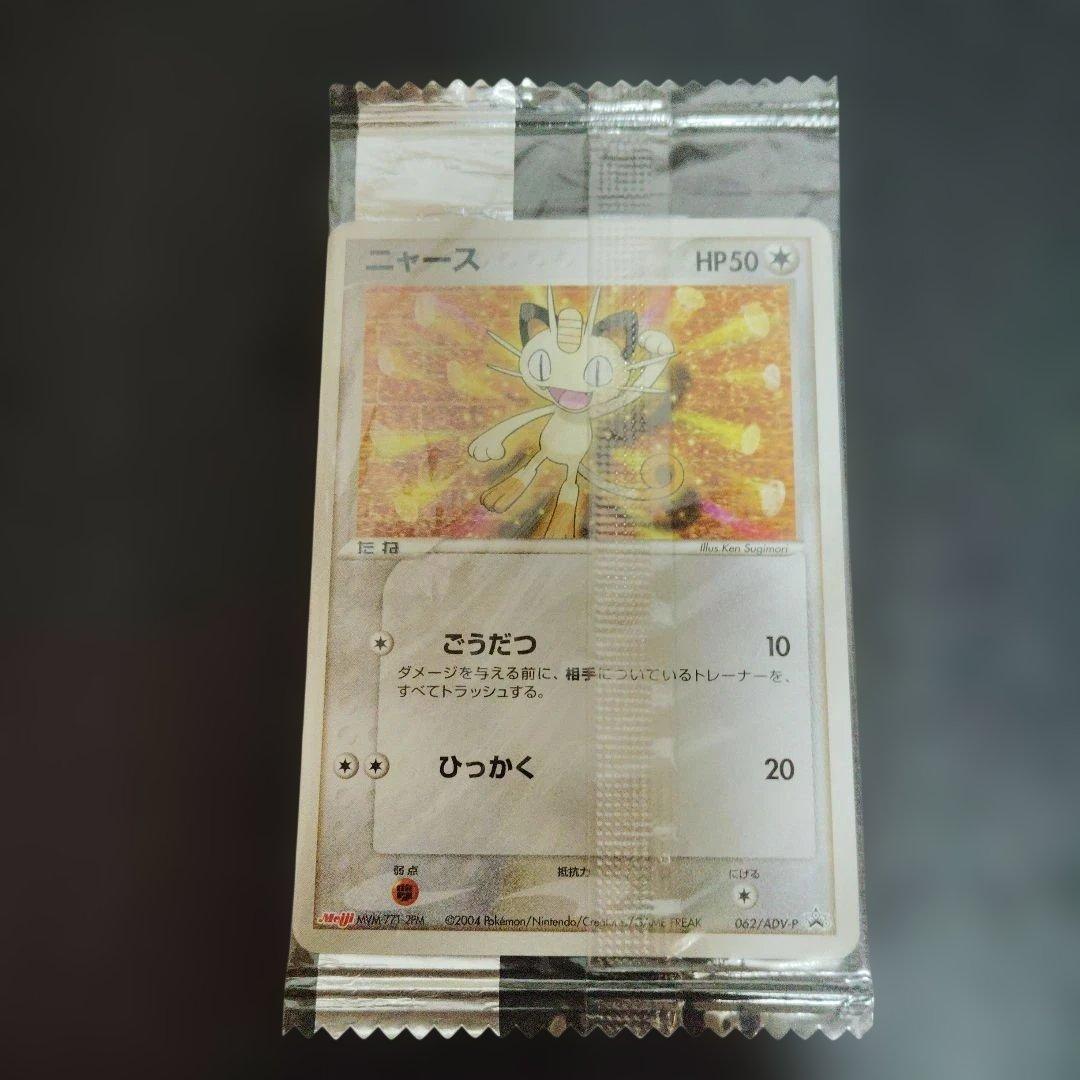 ニャース HP50
たね Illus.Ken Sugimori
ごうだつ 10
ダメージを与える前に、相手についているトレーナーを、
すべてトラッシュする。
ひっかく 20
弱点 抵抗力 にげる
Meiji MVM-771-2PM ©2004 Pokémon/Nintendo/Creatures/GAME FREAK 062/ADV-P